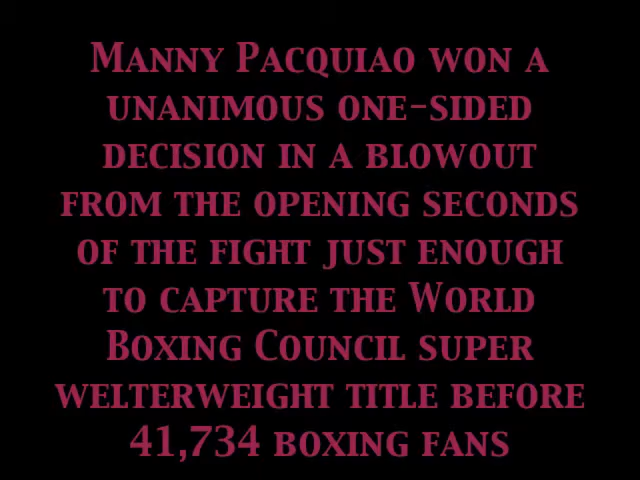 Manny Pacquiao won a
unanimous one-sided
decision in a blowout
from the opening seconds
of the fight just enough
to capture the World
Boxing Council super
welterweight title before
41,734 boxing fans